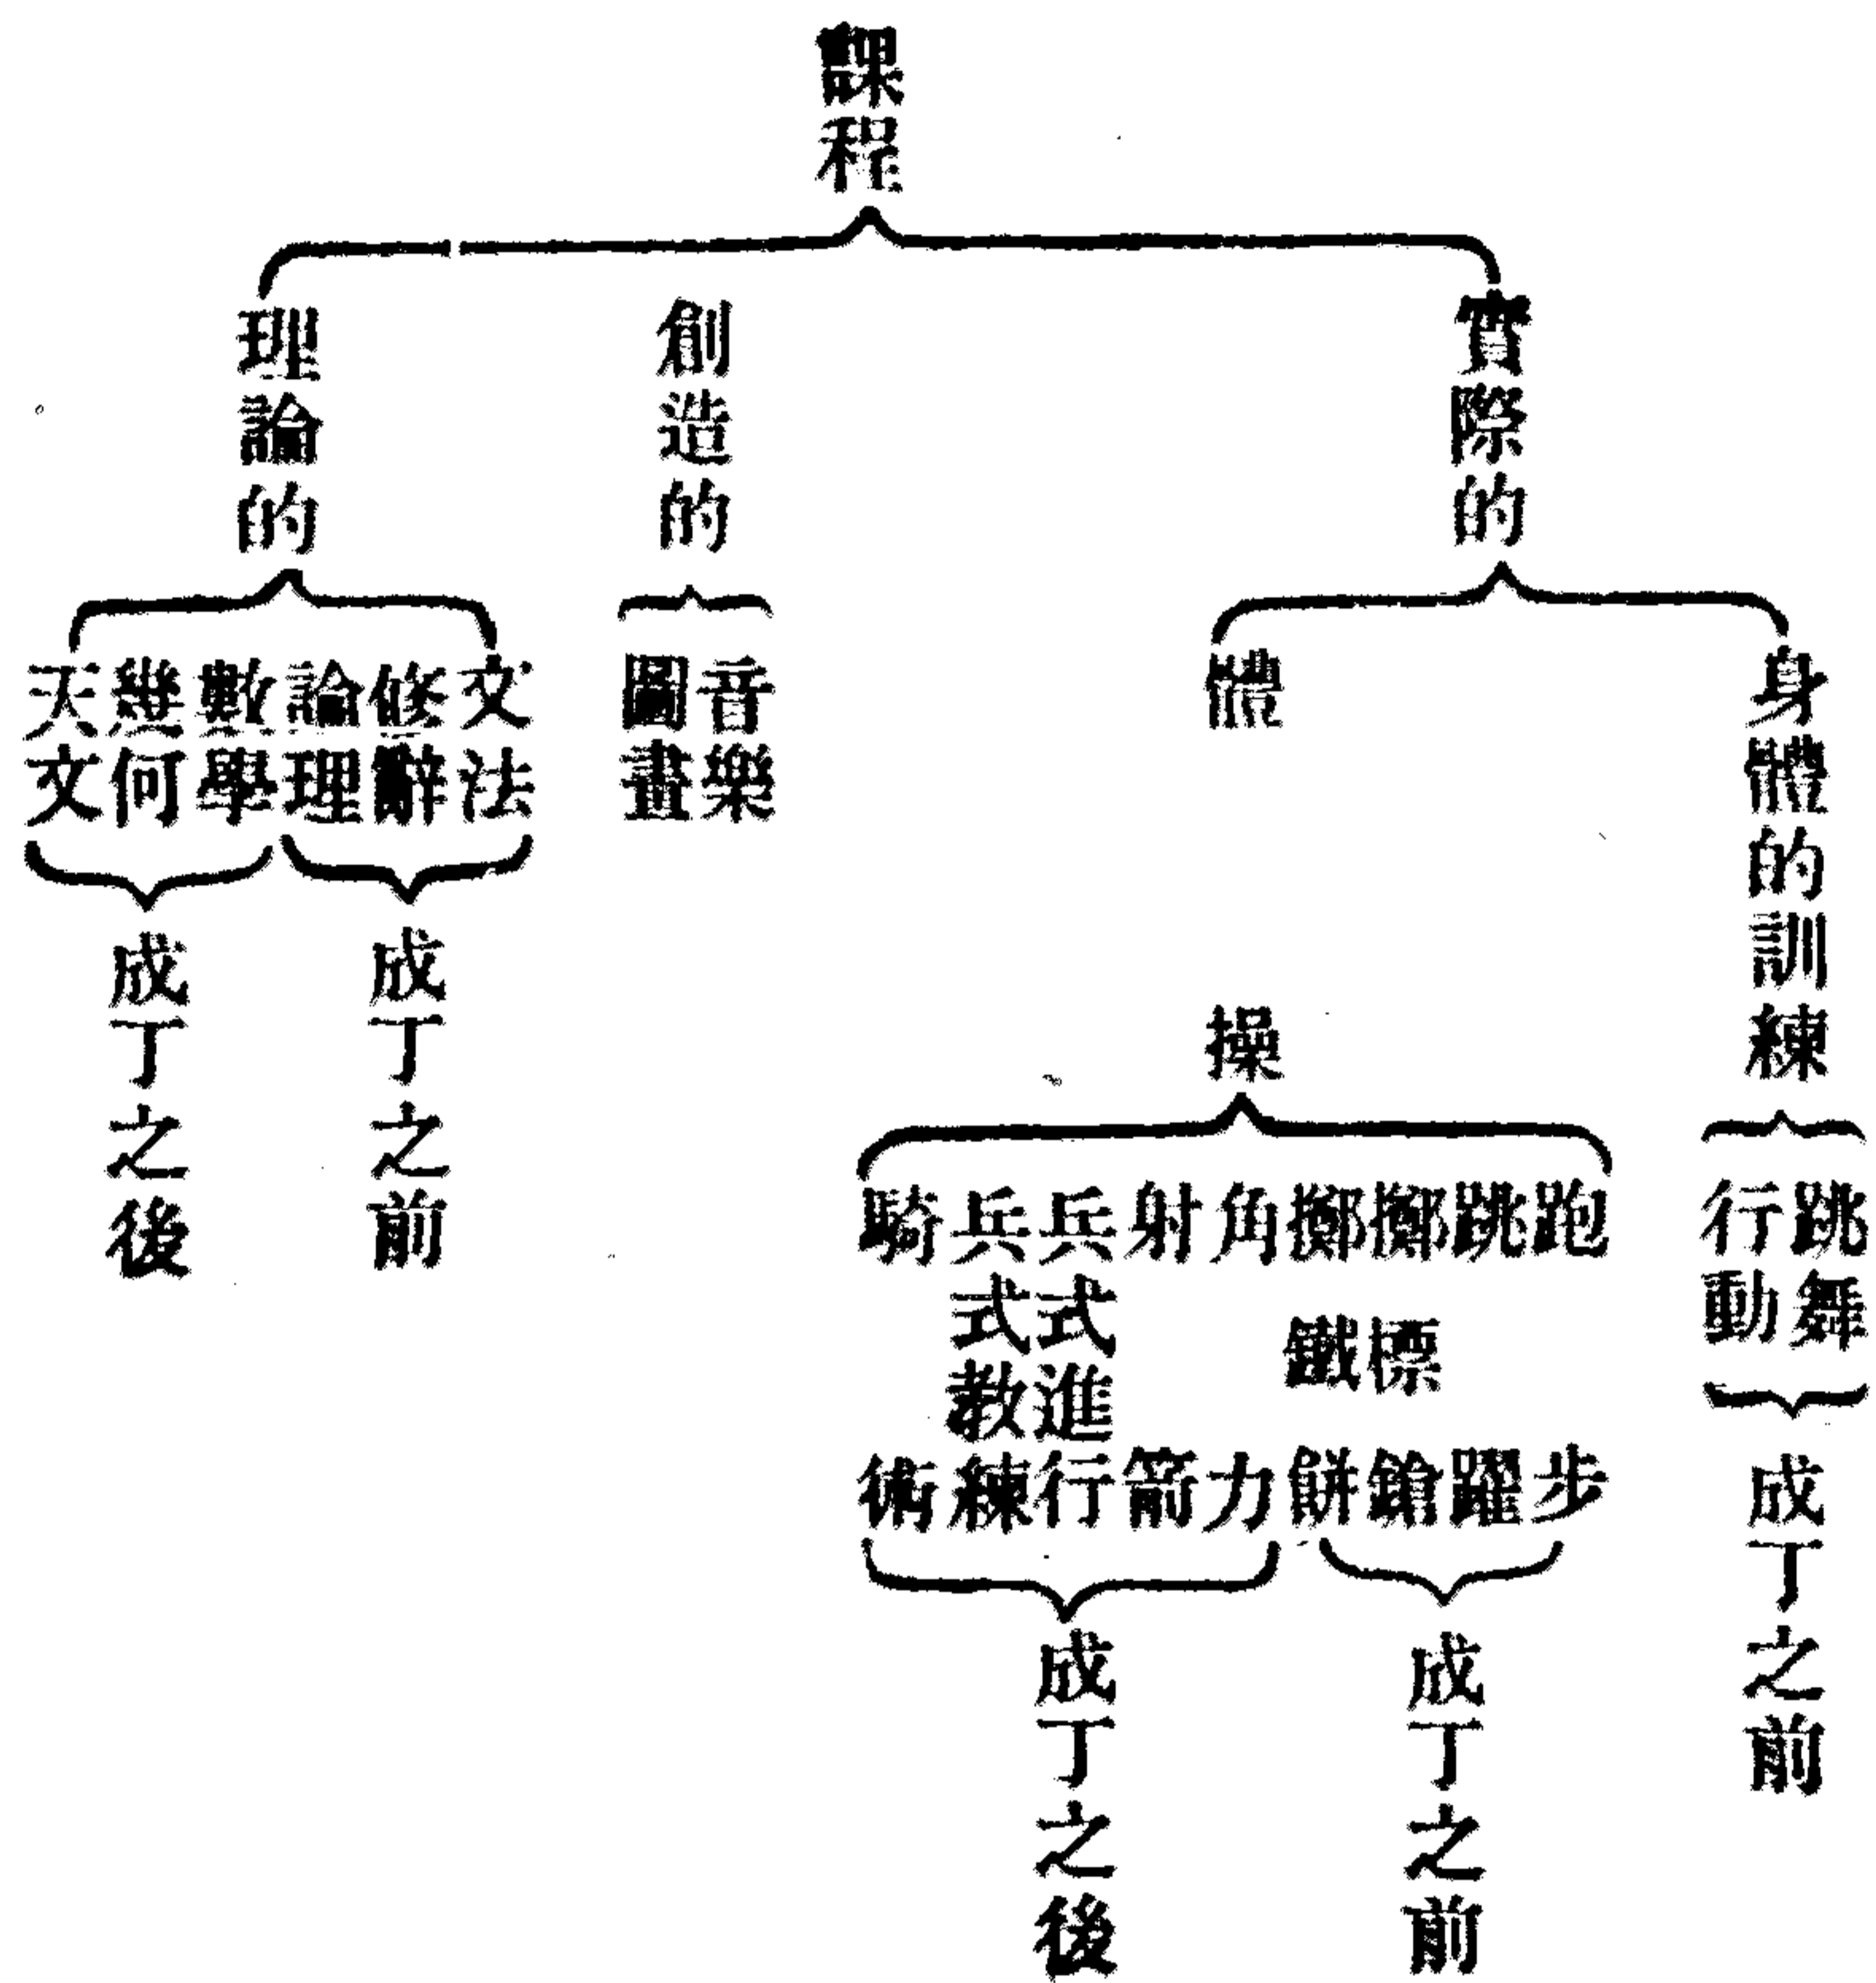 課程
實際的
身體的訓練
跳舞
行動
成丁之前
體操
跑步
跳躍
擲標鎗
擲鐵餅
成丁之前
角力
射箭
兵式進行
兵式教練
騎術
成丁之後
創造的
音樂
圖畫
理論的
文法
修辭
論理
成丁之前
數學
幾何
天文
成丁之後